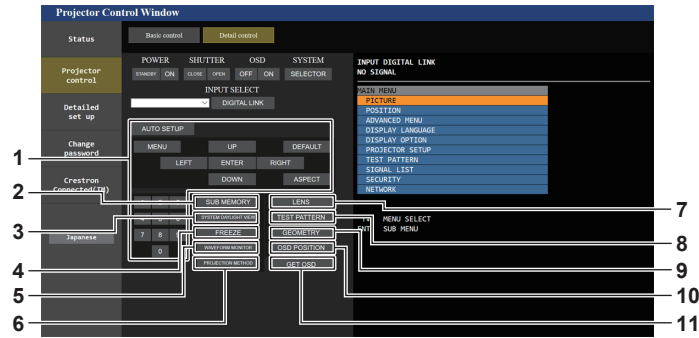 Projector Control Window
Status
Projector
control
Detailed
set up
Change
password
Crestron
Connected(TM)
Japanese
Basic control
Detail control
POWER SHUTTER OSD SYSTEM
STANDBY ON CLOSE OPEN OFF ON SELECTOR
INPUT SELECT
DIGITAL LINK
AUTO SETUP
MENU UP DEFAULT
LEFT ENTER RIGHT
DOWN ASPECT
SUB MEMORY LENS
SYSTEM DAYLIGHT VIEW TEST PATTERN
7 8 FREEZE GEOMETRY
0 WAVEFORM MONITOR OSD POSITION
PROJECTION METHOD GET OSD
INPUT DIGITAL LINK
NO SIGNAL
MAIN MENU
PICTURE
POSITION
ADVANCED MENU
DISPLAY LANGUAGE
DISPLAY OPTION
PROJECTOR SETUP
TEST PATTERN
SIGNAL LIST
SECURITY
NETWORK
MENU SELECT
SUB MENU
1
2
3
4
5
6
7
8
9
10
11